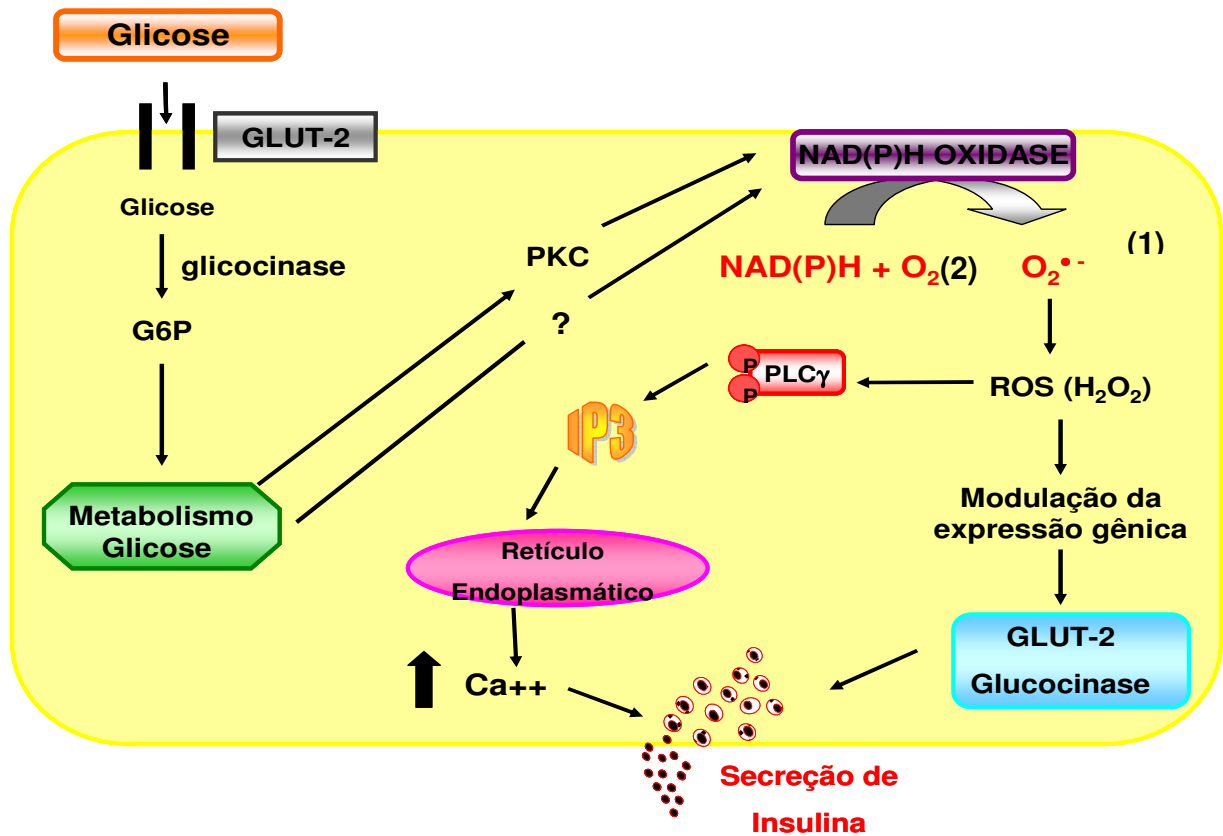 Glicose
GLUT-2
NAD(P)H OXIDASE
Glicose
glicocinase
PKC
NAD(P)H + O₂(2)
O₂•-
(1)
G6P
?
P
P
PLCγ
ROS (H₂O₂)
IP3
Metabolismo
Glicose
Modulação da
expressão gênica
Retículo
Endoplasmático
GLUT-2
Glucocinase
Ca++
Secreção de
Insulina